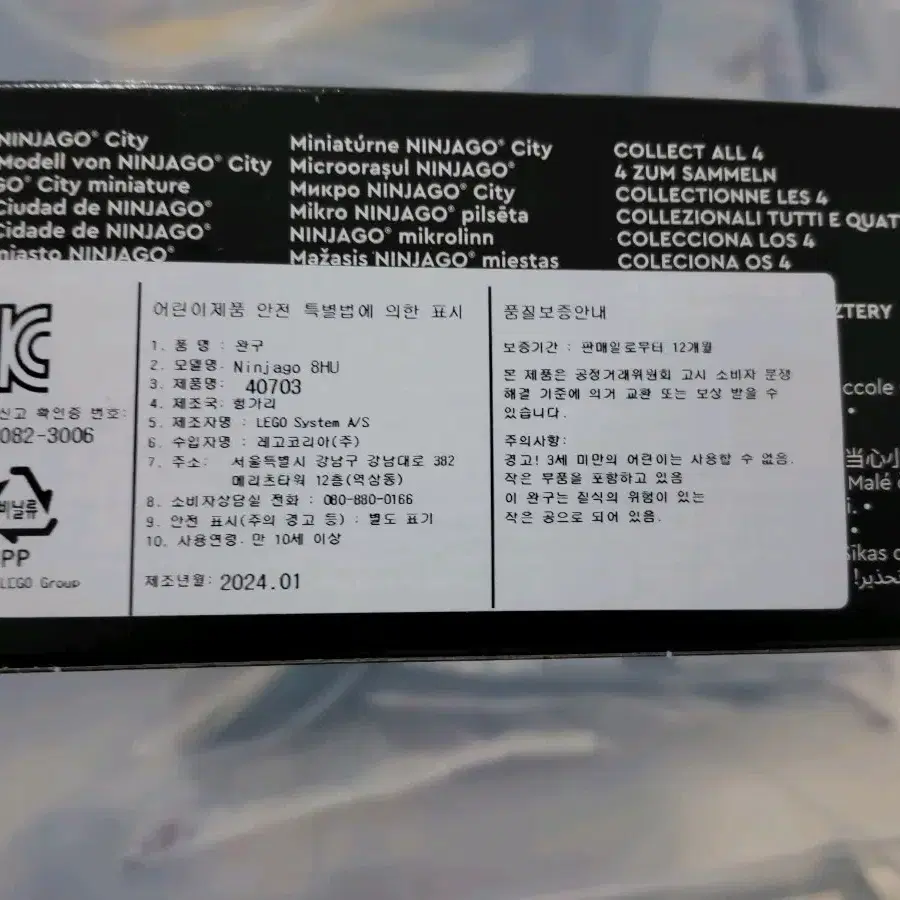 NINJAGO® City
Modell von NINJAGO® City
GO® City miniature
Ciudad de NINJAGO®
Cidade de NINJAGO®
miasto NINJAGO®
Miniatúrne NINJAGO® City
Microorașul NINJAGO®
Микро NINJAGO® City
Mikro NINJAGO® pilsēta
NINJAGO® mikrolinn
Mažasis NINJAGO® miestas
COLLECT ALL 4
4 ZUM SAMMELN
COLLECTIONNE LES 4
COLLEZIONALI TUTTI E QUAT
COLECCIONA LOS 4
COLECIONA OS 4
ZTERY
신고 확인증 번호:
082-3006
비닐류
PP
LEGO Group
어린이제품 안전 특별법에 의한 표시
1. 품 명 : 완구
2. 모델명: Ninjago 8HU
3. 제품명: 40703
4. 제조국: 헝가리
5. 제조자명 : LEGO System A/S
6. 수입자명 : 레고코리아(주)
7. 주소: 서울특별시 강남구 강남대로 382
메리츠타워 12층(역삼동)
8. 소비자상담실 전화 : 080-880-0166
9. 안전 표시(주의 경고 등) : 별도 표기
10. 사용연령: 만 10세 이상
제조년월: 2024.01
품질보증안내
보증기간 : 판매일로부터 12개월
본 제품은 공정거래위원회 고시 소비자 분쟁
해결 기준에 의거 교환 또는 보상 받을 수
있습니다.
주의사항:
경고! 3세 미만의 어린이는 사용할 수 없음.
작은 부품을 포함하고 있음
이 완구는 질식의 위험이 있는
작은 공으로 되어 있음.
ccole
当心小
Malé
Sīkas
تحذير!